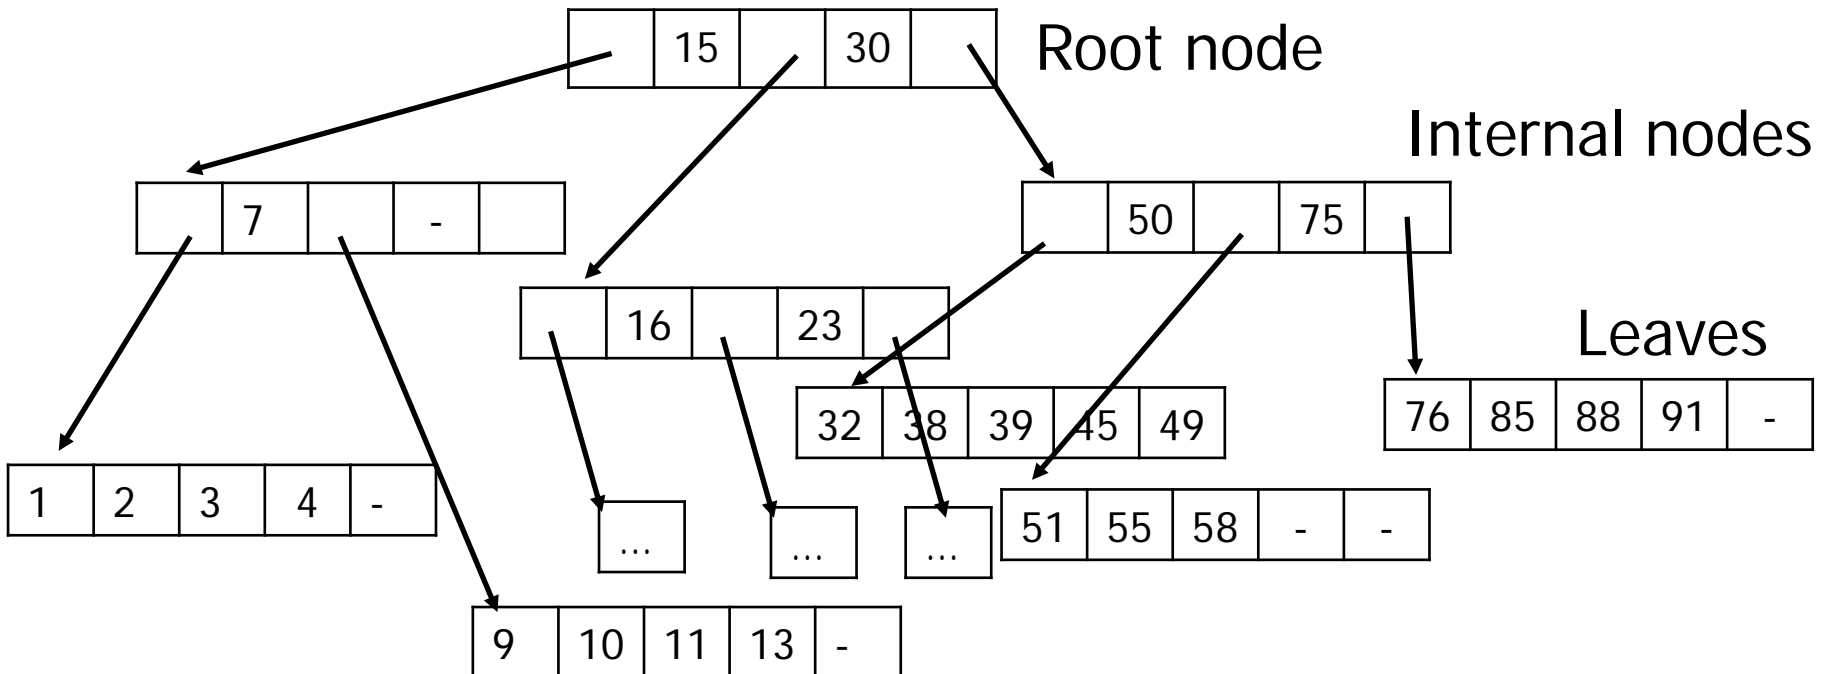 15 30 Root node
Internal nodes
7 - 50 75
16 23 Leaves
32 38 39 45 49 76 85 88 91 -
1 2 3 4 - ... ... ... 51 55 58 - -
9 10 11 13 -